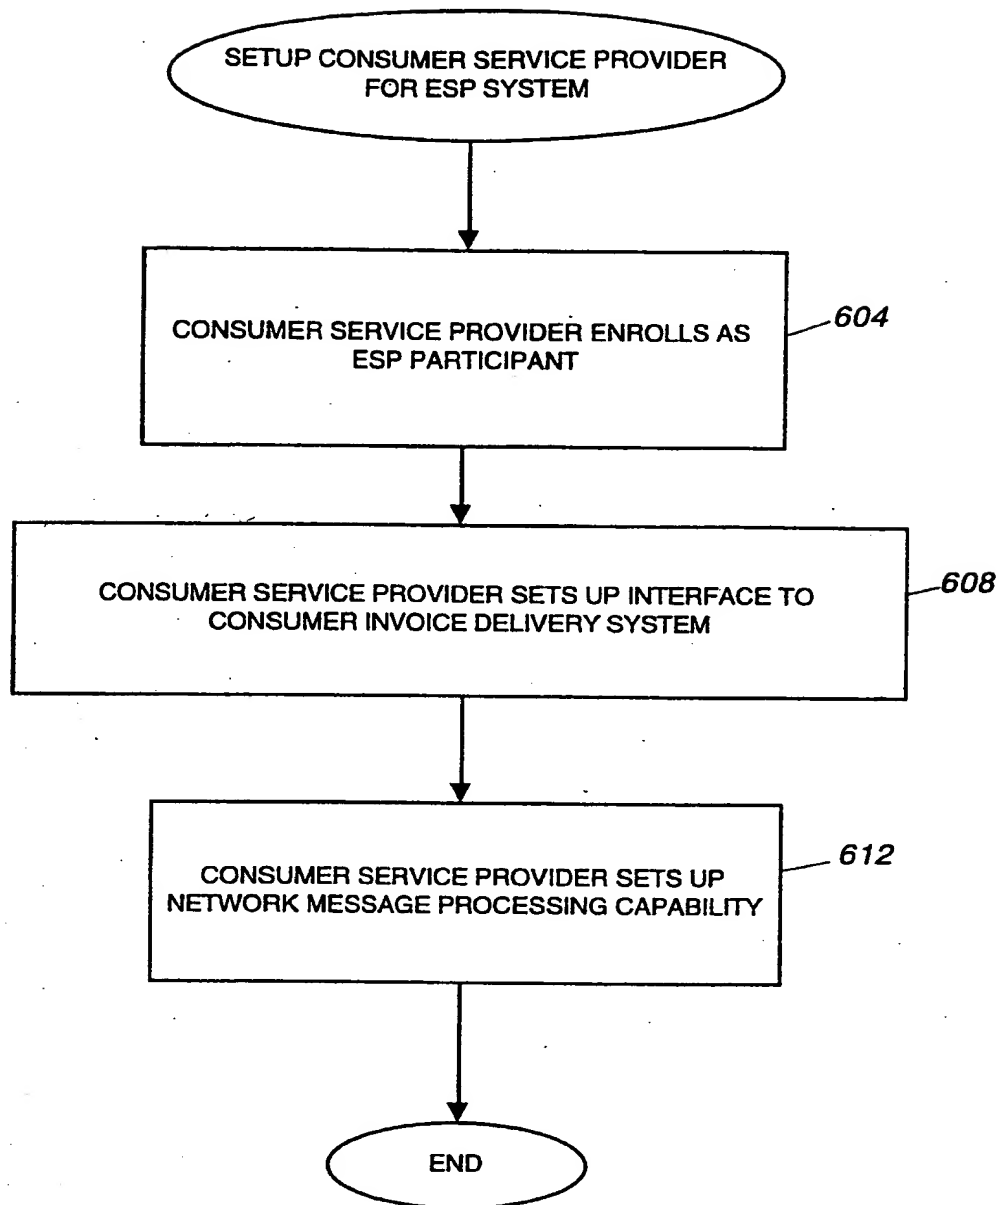 SETUP CONSUMER SERVICE PROVIDER
FOR ESP SYSTEM
CONSUMER SERVICE PROVIDER ENROLLS AS
ESP PARTICIPANT
604
CONSUMER SERVICE PROVIDER SETS UP INTERFACE TO
CONSUMER INVOICE DELIVERY SYSTEM
608
CONSUMER SERVICE PROVIDER SETS UP
NETWORK MESSAGE PROCESSING CAPABILITY
612
END